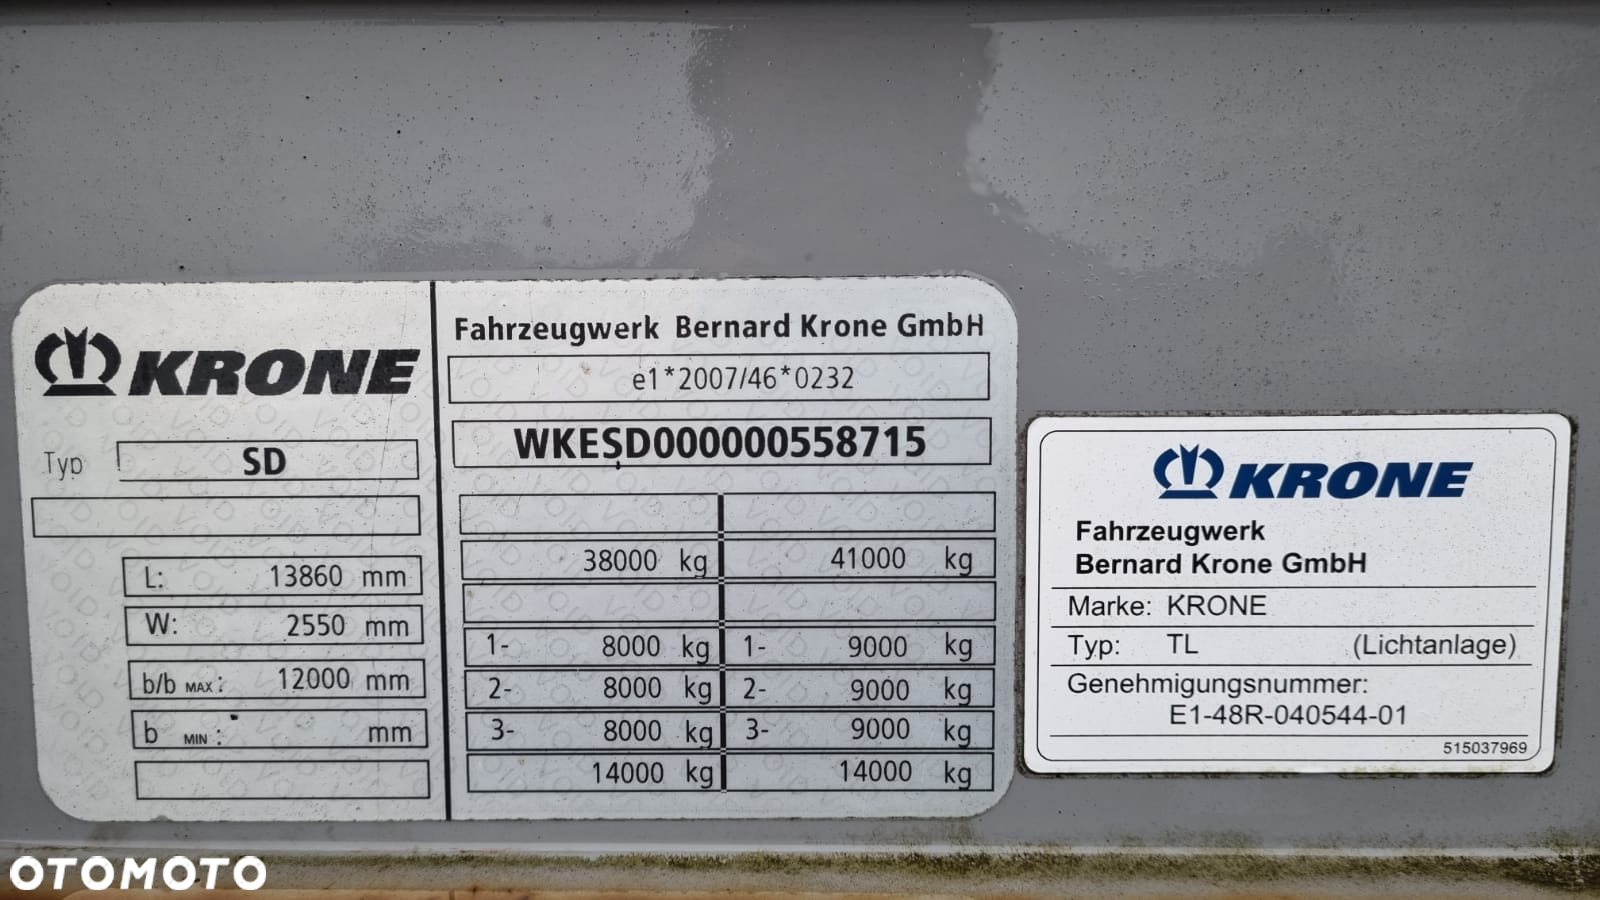 KRONE
Typ SD
L: 13860 mm
W: 2550 mm
b/b MAX: 12000 mm
b MIN: mm
Fahrzeugwerk Bernard Krone GmbH
e1*2007/46*0232
WKESD000000558715
38000 kg 41000 kg
1- 8000 kg 1- 9000 kg
2- 8000 kg 2- 9000 kg
3- 8000 kg 3- 9000 kg
14000 kg 14000 kg
KRONE
Fahrzeugwerk
Bernard Krone GmbH
Marke: KRONE
Typ: TL (Lichtanlage)
Genehmigungsnummer:
E1-48R-040544-01
515037969
OTOMOTO